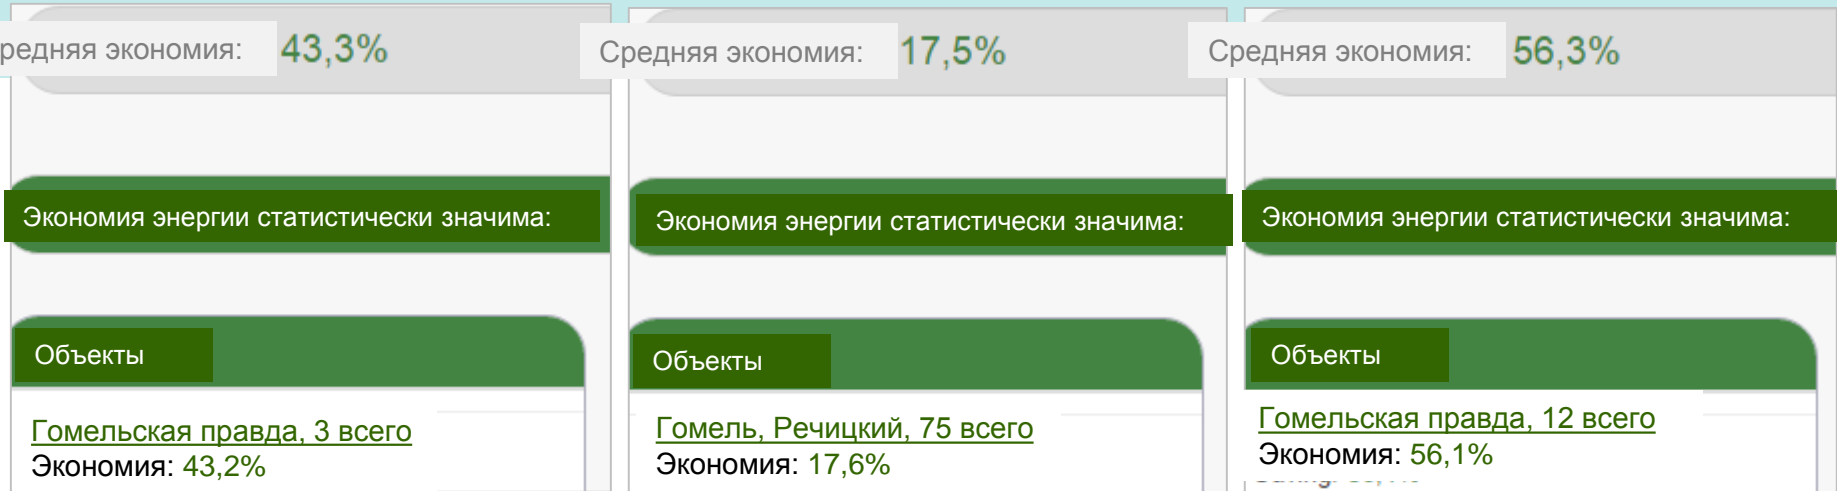 редняя экономия: 43,3%
Экономия энергии статистически значима:
Объекты
Гомельская правда, 3 всего
Экономия: 43,2%
Средняя экономия: 17,5%
Экономия энергии статистически значима:
Объекты
Гомель, Речицкий, 75 всего
Экономия: 17,6%
Средняя экономия: 56,3%
Экономия энергии статистически значима:
Объекты
Гомельская правда, 12 всего
Экономия: 56,1%